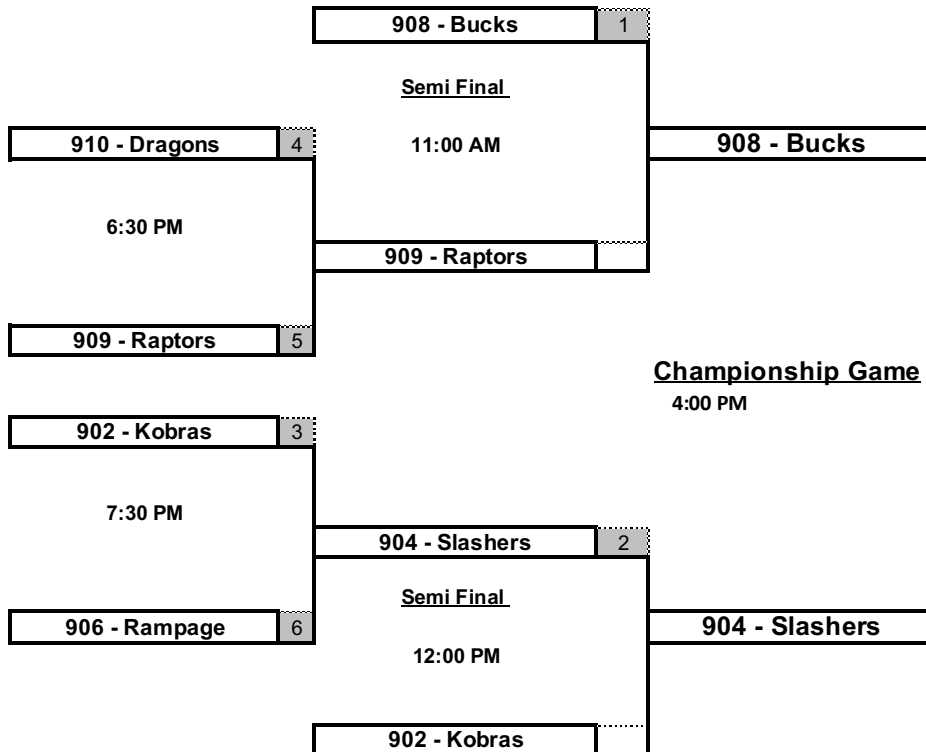 908 - Bucks 1
Semi Final
910 - Dragons 4
11:00 AM
908 - Bucks
6:30 PM
909 - Raptors
909 - Raptors 5
Championship Game
4:00 PM
902 - Kobras 3
7:30 PM
904 - Slashers 2
Semi Final
906 - Rampage 6
904 - Slashers
12:00 PM
902 - Kobras